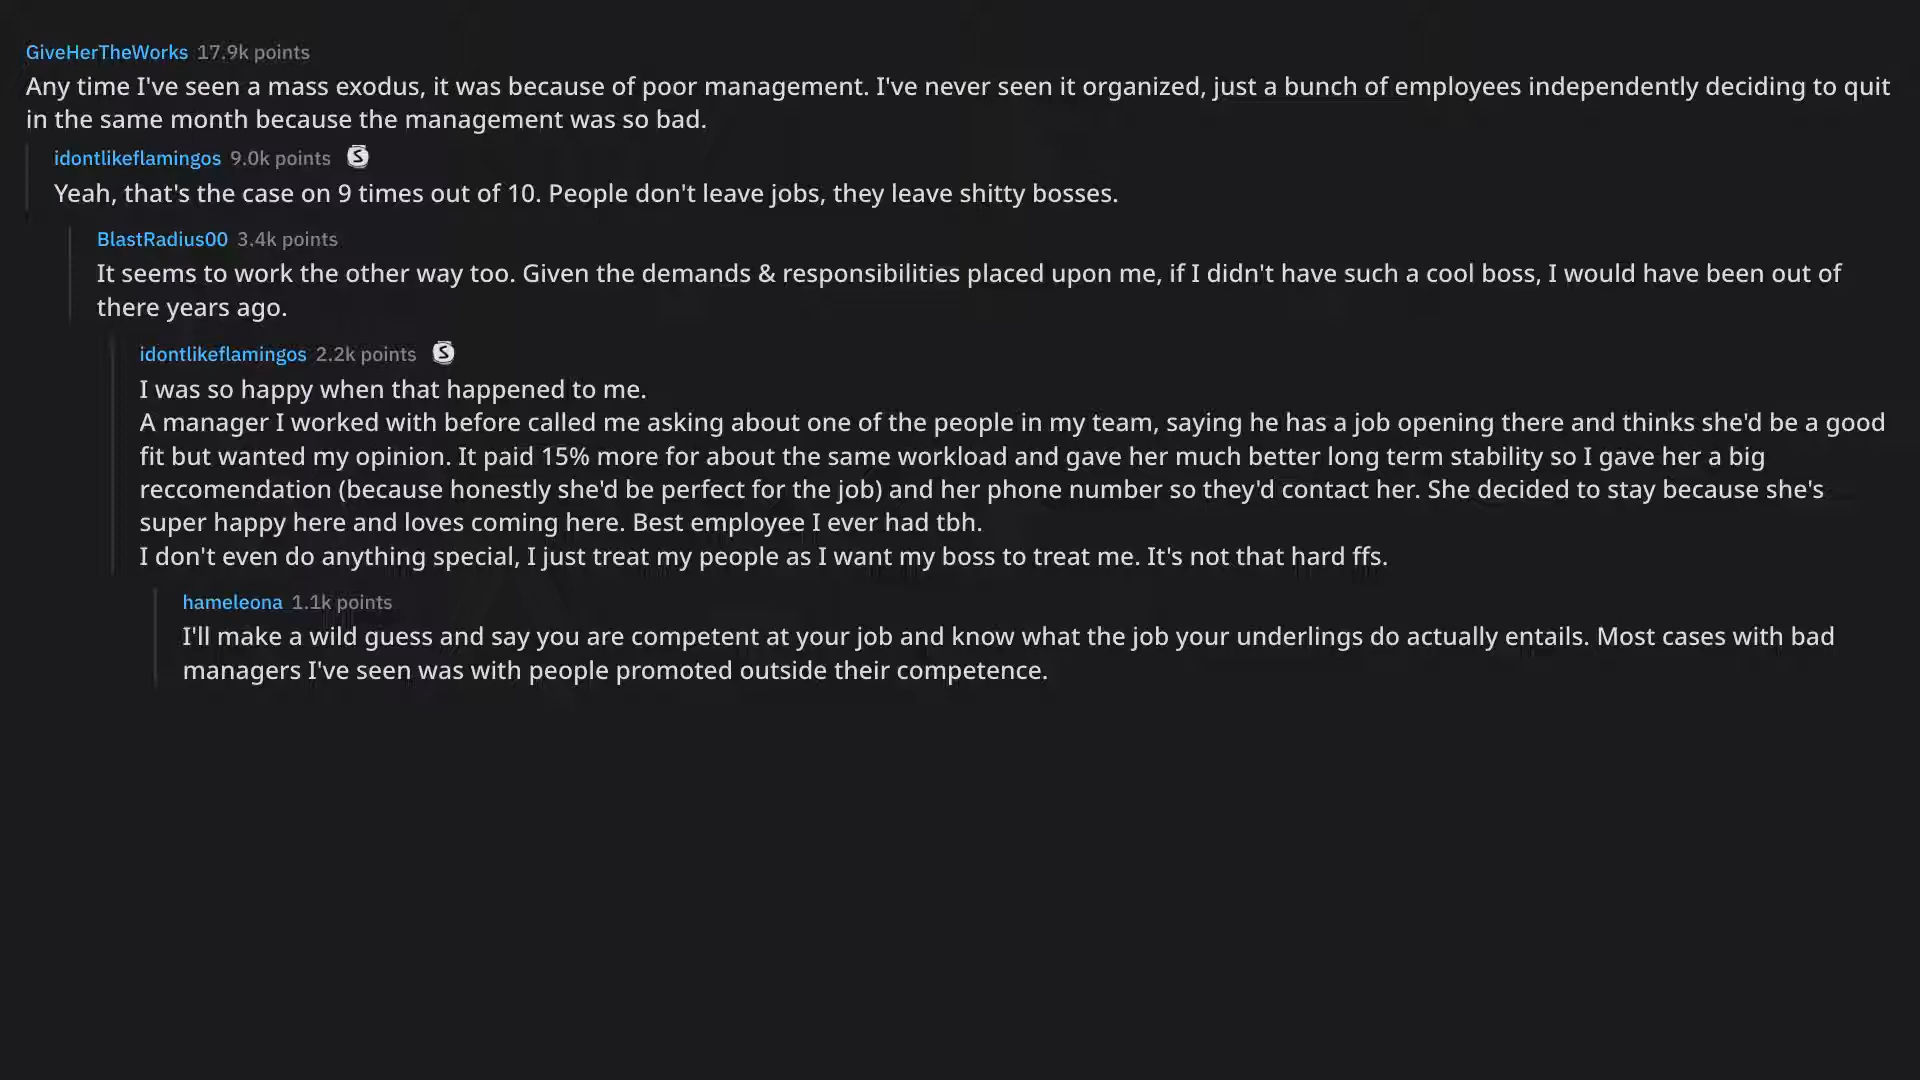 GiveHerTheWorks 17.9k points
Any time I've seen a mass exodus, it was because of poor management. I've never seen it organized, just a bunch of employees independently deciding to quit
in the same month because the management was so bad.
idontlikeflamingos 9.0k points S
Yeah, that's the case on 9 times out of 10. People don't leave jobs, they leave shitty bosses.
BlastRadius00 3.4k points
It seems to work the other way too. Given the demands & responsibilities placed upon me, if I didn't have such a cool boss, I would have been out of
there years ago.
idontlikeflamingos 2.2k points S
I was so happy when that happened to me.
A manager I worked with before called me asking about one of the people in my team, saying he has a job opening there and thinks she'd be a good
fit but wanted my opinion. It paid 15% more for about the same workload and gave her much better long term stability so I gave her a big
reccomendation (because honestly she'd be perfect for the job) and her phone number so they'd contact her. She decided to stay because she's
super happy here and loves coming here. Best employee I ever had tbh.
I don't even do anything special, I just treat my people as I want my boss to treat me. It's not that hard ffs.
hameleona 1.1k points
I'll make a wild guess and say you are competent at your job and know what the job your underlings do actually entails. Most cases with bad
managers I've seen was with people promoted outside their competence.